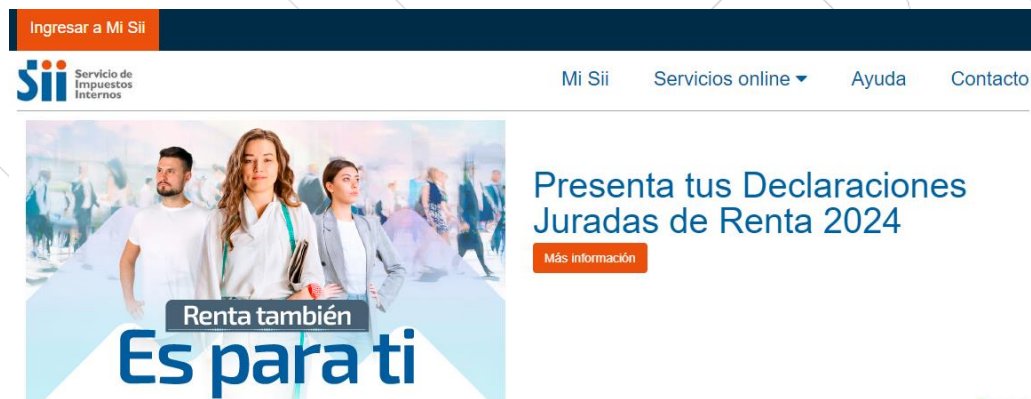 Ingresar a Mi Sii
Sii Servicio de
Impuestos
Internos
Mi Sii Servicios online Ayuda Contacto
Presenta tus Declaraciones
Juradas de Renta 2024
Más información
Renta también
Es para ti